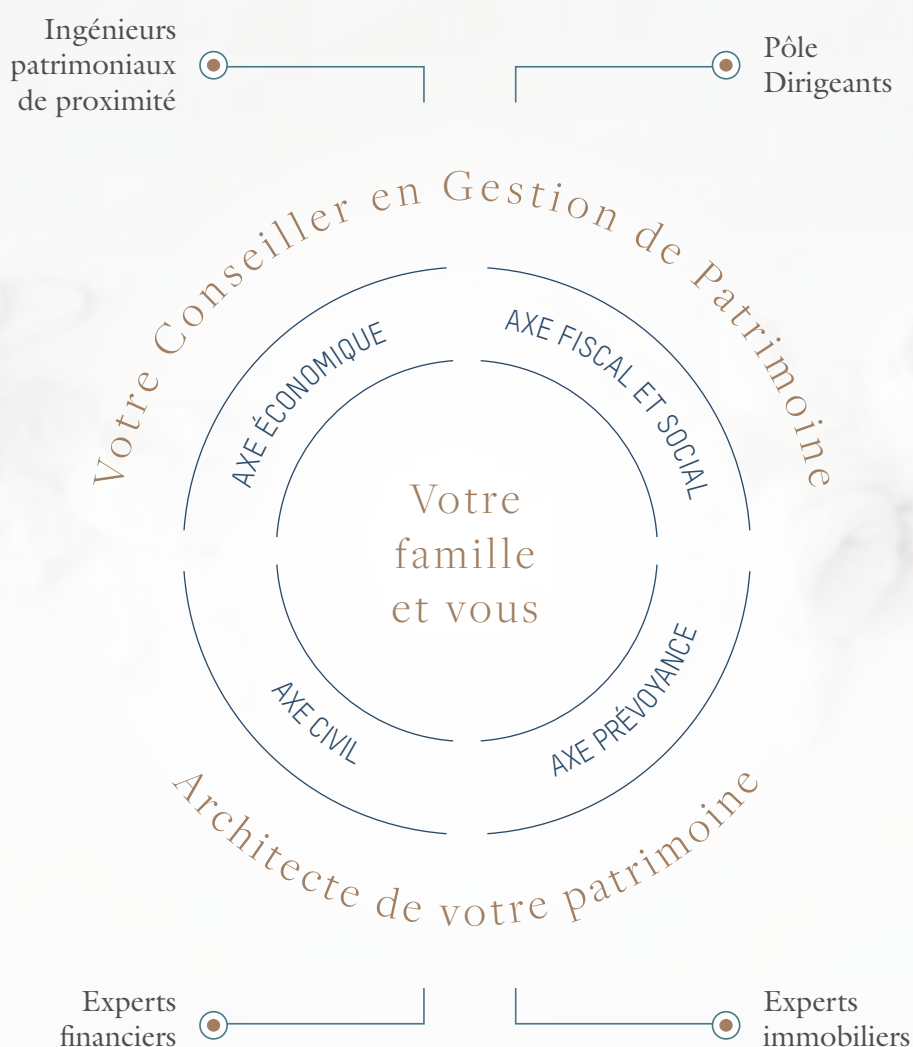 Ingénieurs
patrimoniaux
de proximité
Pôle
Dirigeants
Votre Conseiller en Gestion de Patrimoine
AXE ÉCONOMIQUE
AXE FISCAL ET SOCIAL
Votre
famille
et vous
AXE CIVIL
AXE PRÉVOYANCE
Architecte de votre patrimoine
Experts
financiers
Experts
immobiliers